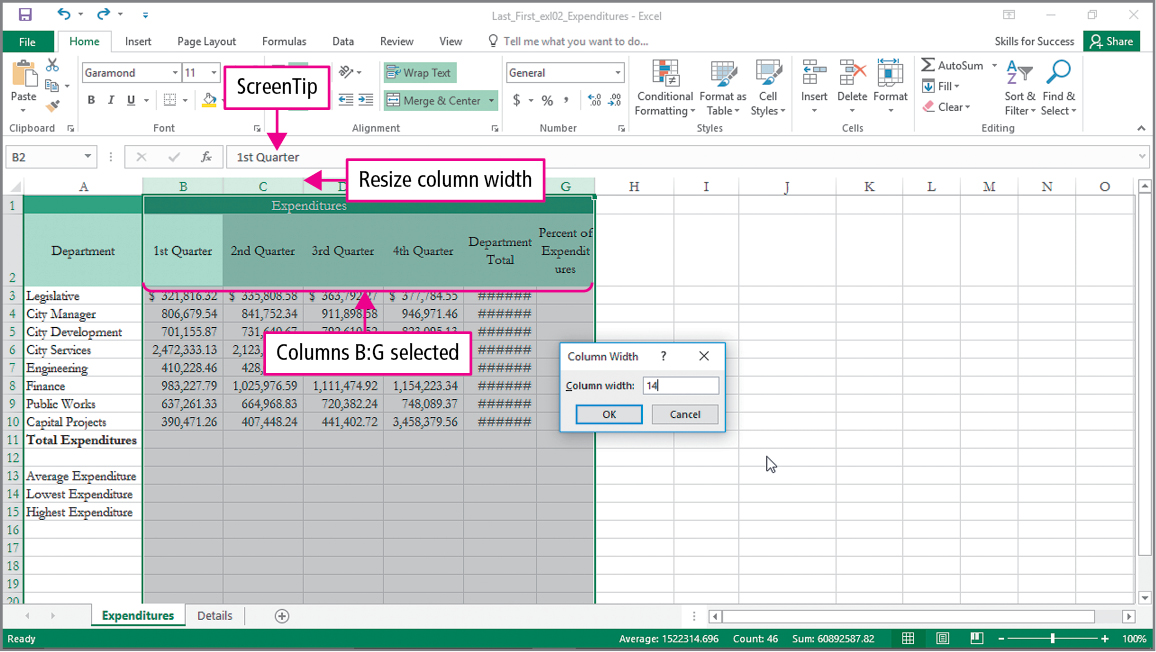 Last_First_exl02_Expenditures - Excel
File Home Insert Page Layout Formulas Data Review View Tell me what you want to do... Skills for Success Share
Paste
Garamond 11
B I U
Wrap Text
Merge & Center
General
$ % ,
Conditional Formatting
Format as Table
Cell Styles
Insert Delete Format
AutoSum
Fill
Clear
Sort & Filter
Find & Select
Clipboard Font Alignment Number Styles Cells Editing
ScreenTip
B2 fx 1st Quarter
Resize column width
A B C D G H I J K L M N O
1 Expenditures
2 Department 1st Quarter 2nd Quarter 3rd Quarter 4th Quarter Department Total Percent of Expendit ures
3 Legislative $ 321,816.32 $ 335,808.58 $ 377,784.55 ######
4 City Manager 806,679.54 841,752.34 946,971.46 ######
5 City Development 701,155.87 ######
6 City Services 2,472,333.13 2,123, ######
7 Engineering 410,228.46 428, ######
8 Finance 983,227.79 1,025,976.59 1,111,474.92 1,154,223.34 ######
9 Public Works 637,261.33 664,968.83 720,382.24 748,089.37 ######
10 Capital Projects 390,471.26 407,448.24 441,402.72 3,458,379.56 ######
11 Total Expenditures
12
13 Average Expenditure
14 Lowest Expenditure
15 Highest Expenditure
16
17
18
19
20
Columns B:G selected
Column Width ? ×
Column width: 14
OK Cancel
Expenditures Details
Ready Average: 1522314.696 Count: 46 Sum: 60892587.82 100%